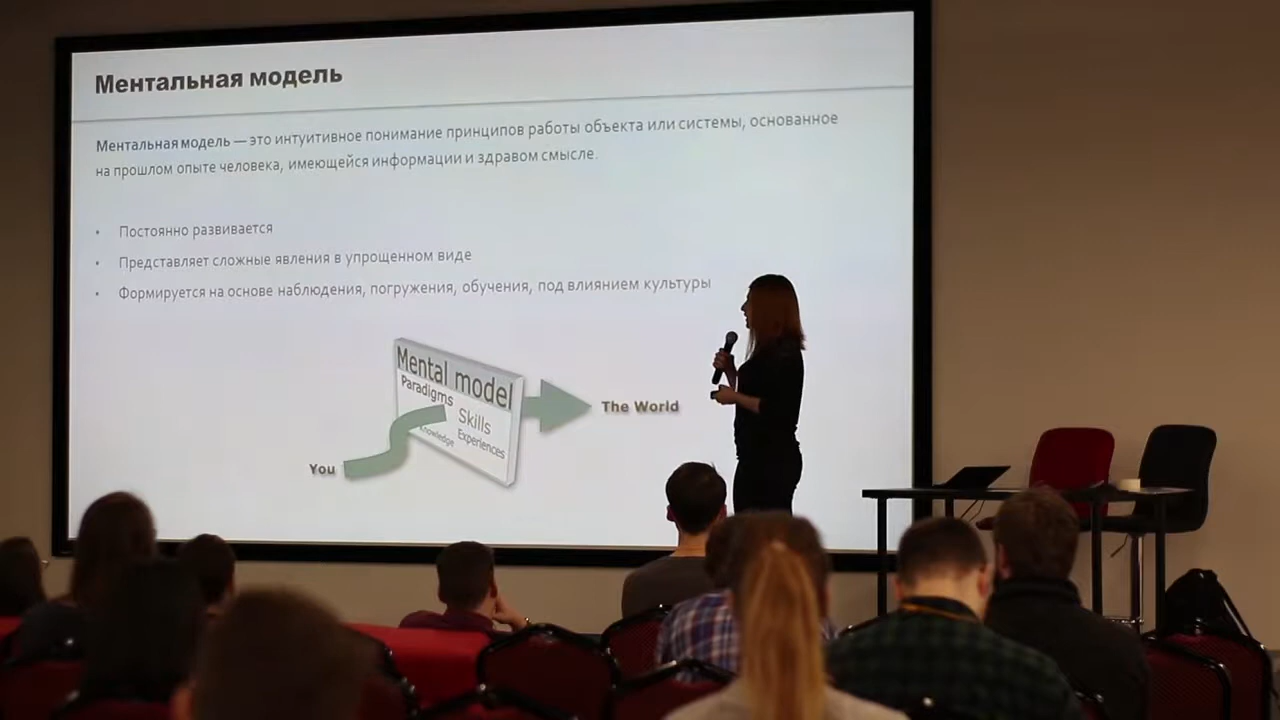 Ментальная модель
Ментальная модель — это интуитивное понимание принципов работы объекта или системы, основанное
на прошлом опыте человека, имеющейся информации и здравом смысле.
• Постоянно развивается
• Представляет сложные явления в упрощенном виде
• Формируется на основе наблюдения, погружения, обучения, под влиянием культуры
Mental model
Paradigms
Skills
Knowledge
Experiences
The World
You